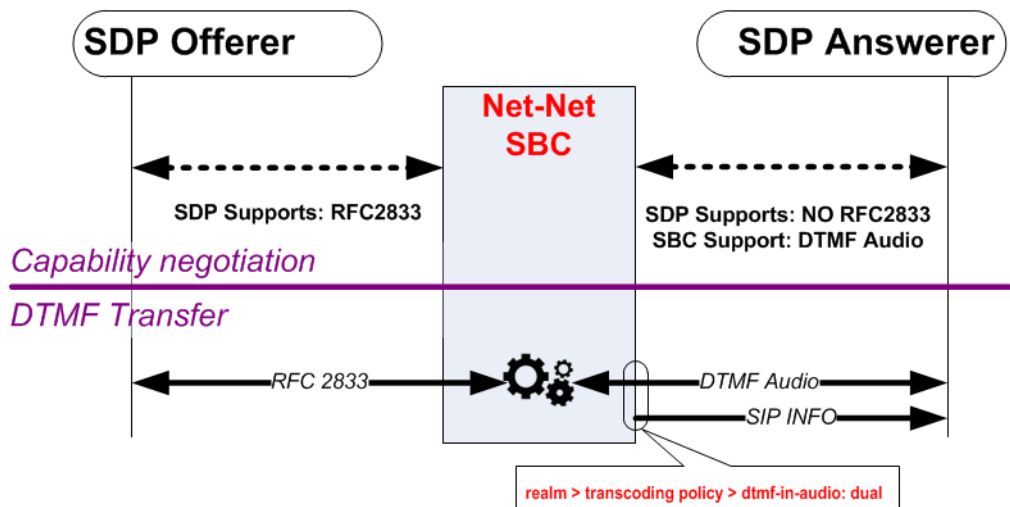 SDP Offerer
SDP Answerer
Net-Net
SBC
SDP Supports: RFC2833
SDP Supports: NO RFC2833
SBC Support: DTMF Audio
Capability negotiation
DTMF Transfer
RFC 2833
DTMF Audio
SIP INFO
realm > transcoding policy > dtmf-in-audio: dual